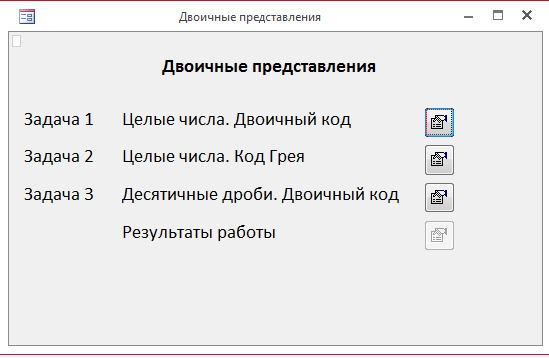 Двоичные представления
Двоичные представления
Задача 1 Целые числа. Двоичный код
Задача 2 Целые числа. Код Грея
Задача 3 Десятичные дроби. Двоичный код
Результаты работы